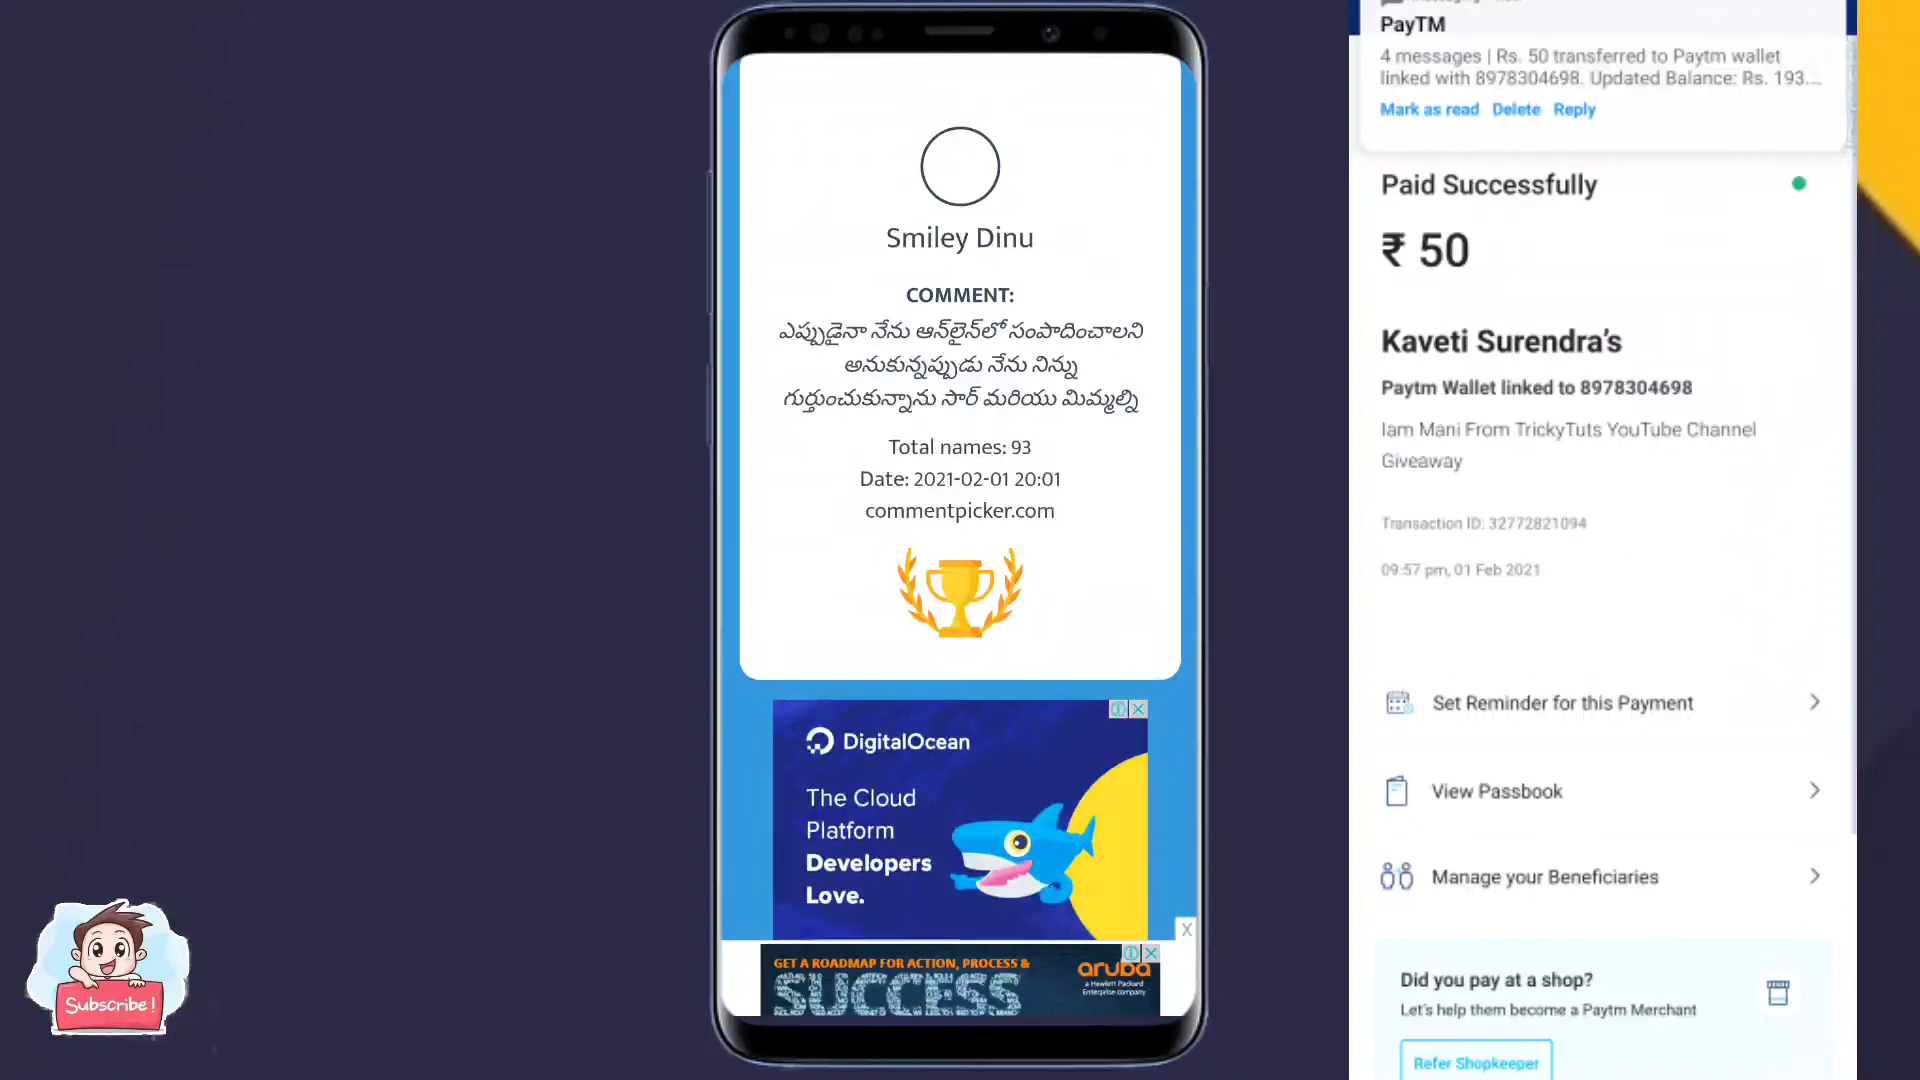 Smiley Dinu
COMMENT:
ఎప్పుడైనా నేను ఆన్‌లైన్‌లో సంపాదించాలని
అనుకున్నప్పుడు నేను నిన్ను
గుర్తుంచుకున్నాను సార్ మరియు మిమ్మల్ని
Total names: 93
Date: 2021-02-01 20:01
commentpicker.com
DigitalOcean
The Cloud
Platform
Developers
Love.
X
GET A ROADMAP FOR ACTION, PROCESS &
SUCCESS
aruba
a Hewlett Packard
Enterprise company
Subscribe !
PayTM
4 messages | Rs. 50 transferred to Paytm wallet
linked with 8978304698. Updated Balance: Rs. 193....
Mark as read Delete Reply
Paid Successfully
₹ 50
Kaveti Surendra's
Paytm Wallet linked to 8978304698
Iam Mani From TrickyTuts YouTube Channel
Giveaway
Transaction ID: 32772821094
09:57 pm, 01 Feb 2021
Set Reminder for this Payment
View Passbook
Manage your Beneficiaries
Did you pay at a shop?
Let's help them become a Paytm Merchant
Refer Shopkeeper